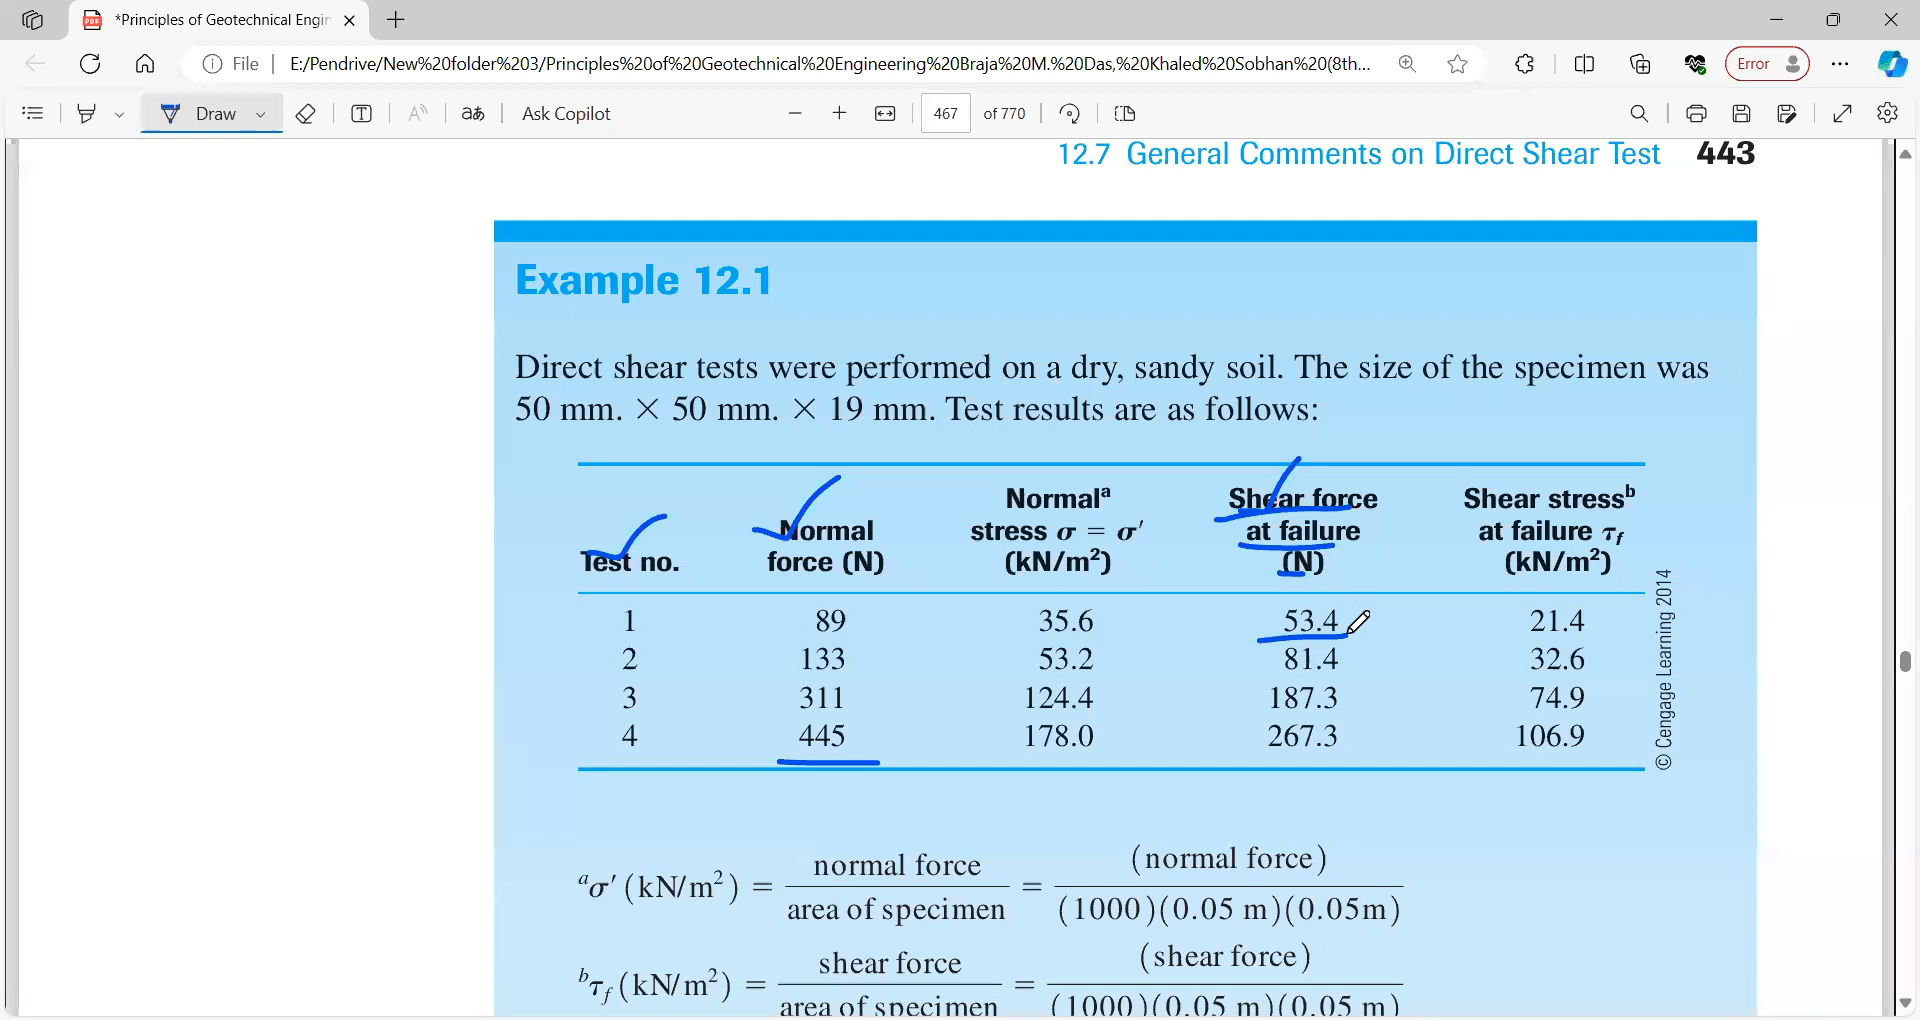 *Principles of Geotechnical Engin
File
E:/Pendrive/New%20folder%203/Principles%20of%20Geotechnical%20Engineering%20Braja%20M.%20Das,%20Khaled%20Sobhan%20(8th...
Error
Draw
Ask Copilot
467 of 770
12.7 General Comments on Direct Shear Test 443
Example 12.1
Direct shear tests were performed on a dry, sandy soil. The size of the specimen was
50 mm. × 50 mm. × 19 mm. Test results are as follows:
Test no. Normal force (N) Normalᵃ stress σ = σ′ (kN/m²) Shear force at failure (N) Shear stressᵇ at failure τf (kN/m²)
1 89 35.6 53.4 21.4
2 133 53.2 81.4 32.6
3 311 124.4 187.3 74.9
4 445 178.0 267.3 106.9
© Cengage Learning 2014
ᵃσ′ (kN/m²) = normal force / area of specimen = (normal force) / (1000)(0.05 m)(0.05m)
ᵇτf (kN/m²) = shear force / area of specimen = (shear force) / (1000)(0.05 m)(0.05 m)